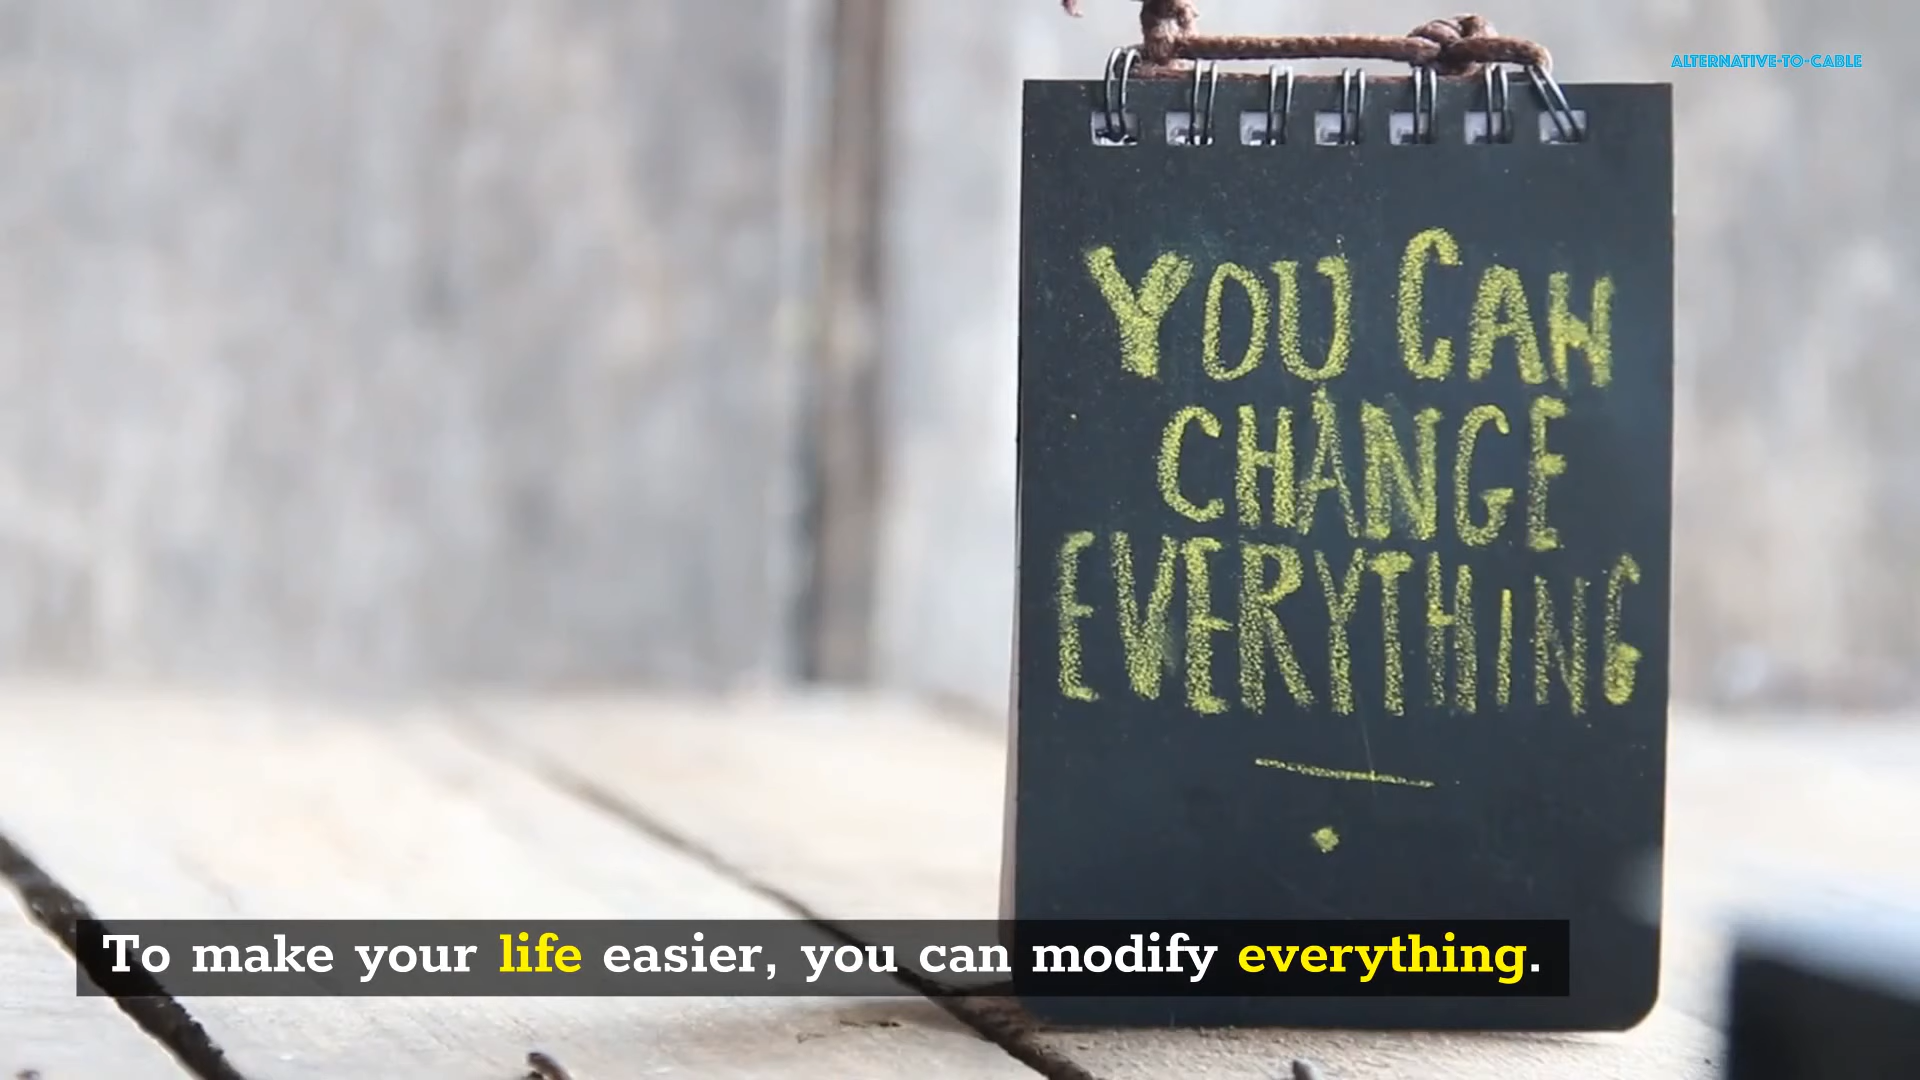 ALTERNATIVE-TO-CABLE
YOU CAN
CHANGE
EVERYTHING
To make your life easier, you can modify everything.